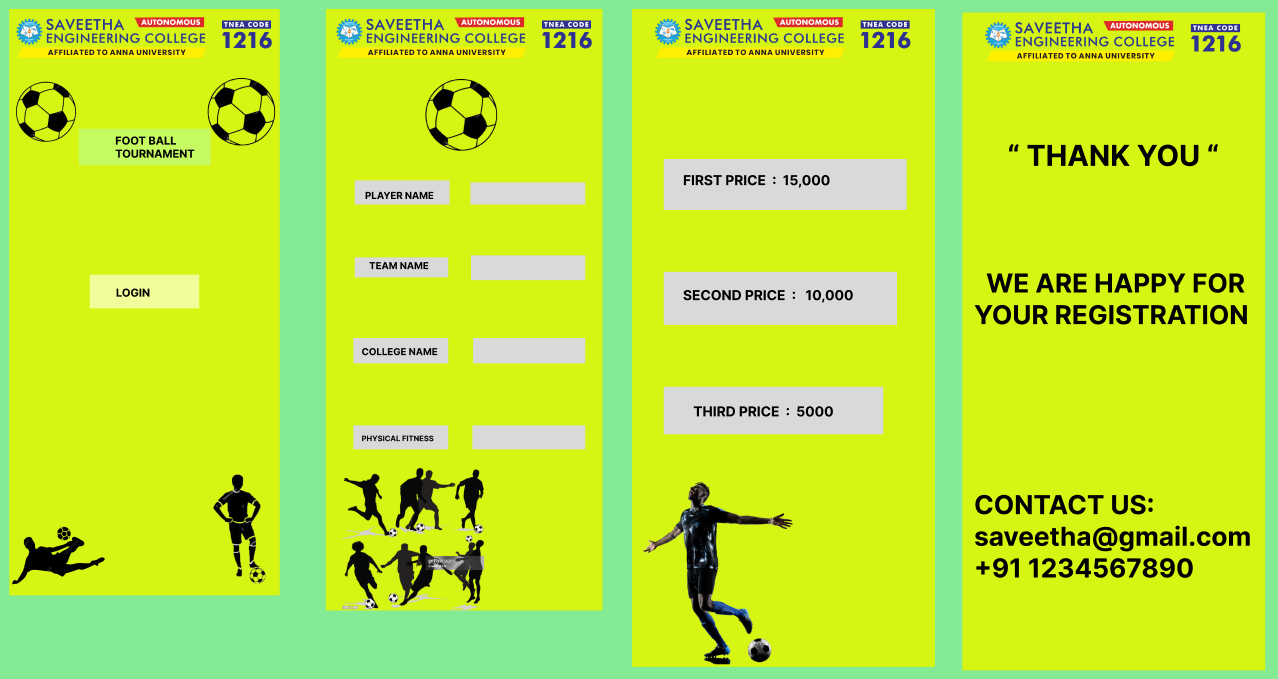 SAVEETHA AUTONOMOUS
ENGINEERING COLLEGE
AFFILIATED TO ANNA UNIVERSITY
TNEA CODE
1216
FOOT BALL
TOURNAMENT
LOGIN
SAVEETHA AUTONOMOUS
ENGINEERING COLLEGE
AFFILIATED TO ANNA UNIVERSITY
TNEA CODE
1216
PLAYER NAME
TEAM NAME
COLLEGE NAME
PHYSICAL FITNESS
SAVEETHA AUTONOMOUS
ENGINEERING COLLEGE
AFFILIATED TO ANNA UNIVERSITY
TNEA CODE
1216
FIRST PRICE : 15,000
SECOND PRICE : 10,000
THIRD PRICE : 5000
SAVEETHA AUTONOMOUS
ENGINEERING COLLEGE
AFFILIATED TO ANNA UNIVERSITY
TNEA CODE
1216
“ THANK YOU “
WE ARE HAPPY FOR
YOUR REGISTRATION
CONTACT US:
saveetha@gmail.com
+91 1234567890